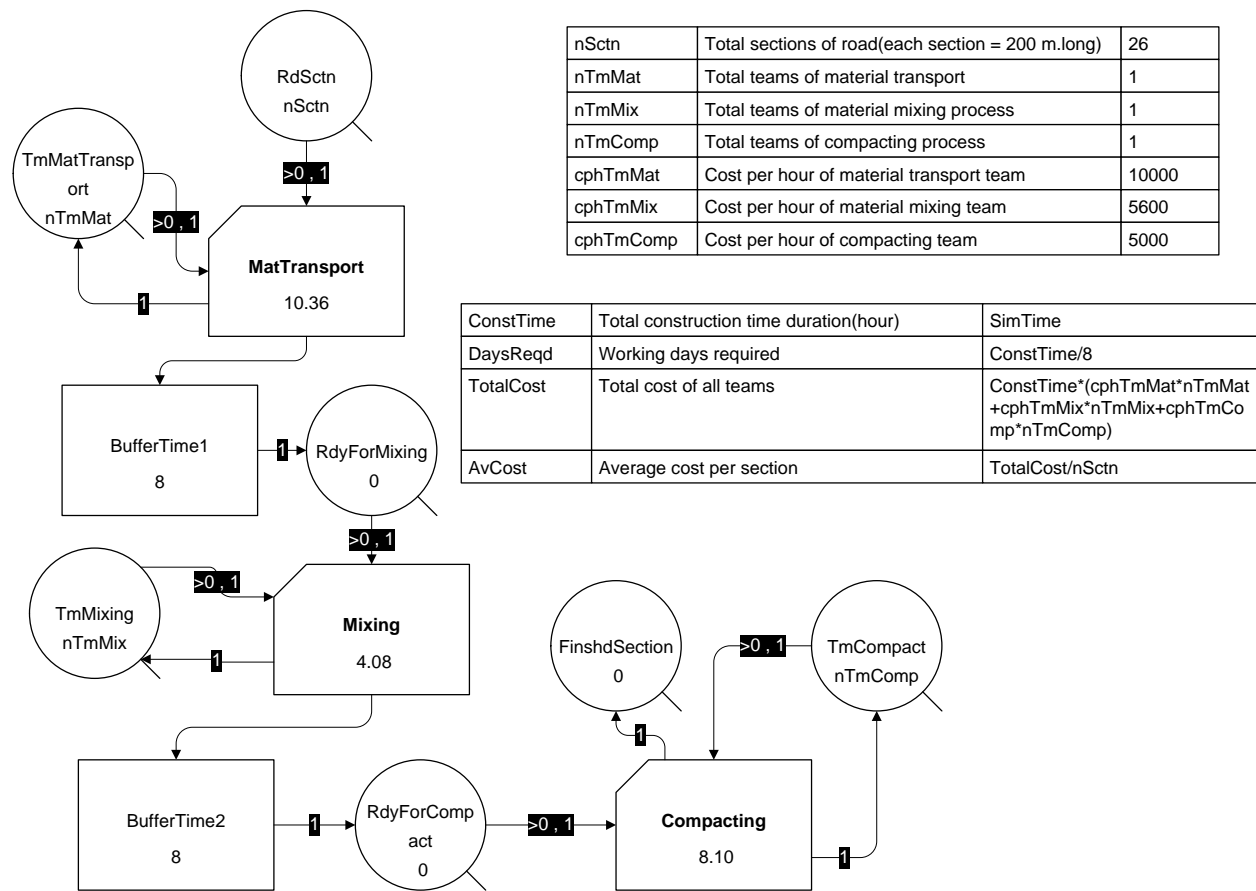 RdSctn
nSctn
>0 , 1
TmMatTransp
ort
nTmMat
>0 , 1
1
MatTransport
10.36
nSctn Total sections of road(each section = 200 m.long) 26
nTmMat Total teams of material transport 1
nTmMix Total teams of material mixing process 1
nTmComp Total teams of compacting process 1
cphTmMat Cost per hour of material transport team 10000
cphTmMix Cost per hour of material mixing team 5600
cphTmComp Cost per hour of compacting team 5000
ConstTime Total construction time duration(hour) SimTime
DaysReqd Working days required ConstTime/8
TotalCost Total cost of all teams ConstTime*(cphTmMat*nTmMat
+cphTmMix*nTmMix+cphTmCo
mp*nTmComp)
AvCost Average cost per section TotalCost/nSctn
BufferTime1
8
1
RdyForMixing
0
>0 , 1
TmMixing
nTmMix
>0 , 1
1
Mixing
4.08
FinshdSection
0
1
>0 , 1
TmCompact
nTmComp
BufferTime2
8
1
RdyForComp
act
0
>0 , 1
Compacting
8.10
1